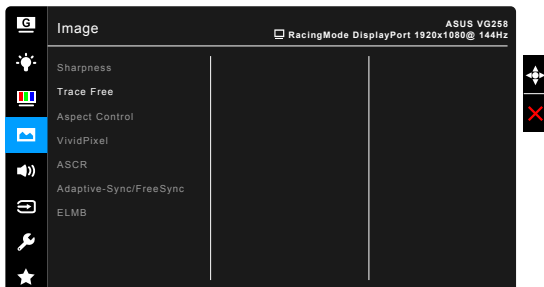 G
Image
ASUS VG258
RacingMode DisplayPort 1920x1080@ 144Hz
Sharpness
Trace Free
Aspect Control
VividPixel
ASCR
Adaptive-Sync/FreeSync
ELMB